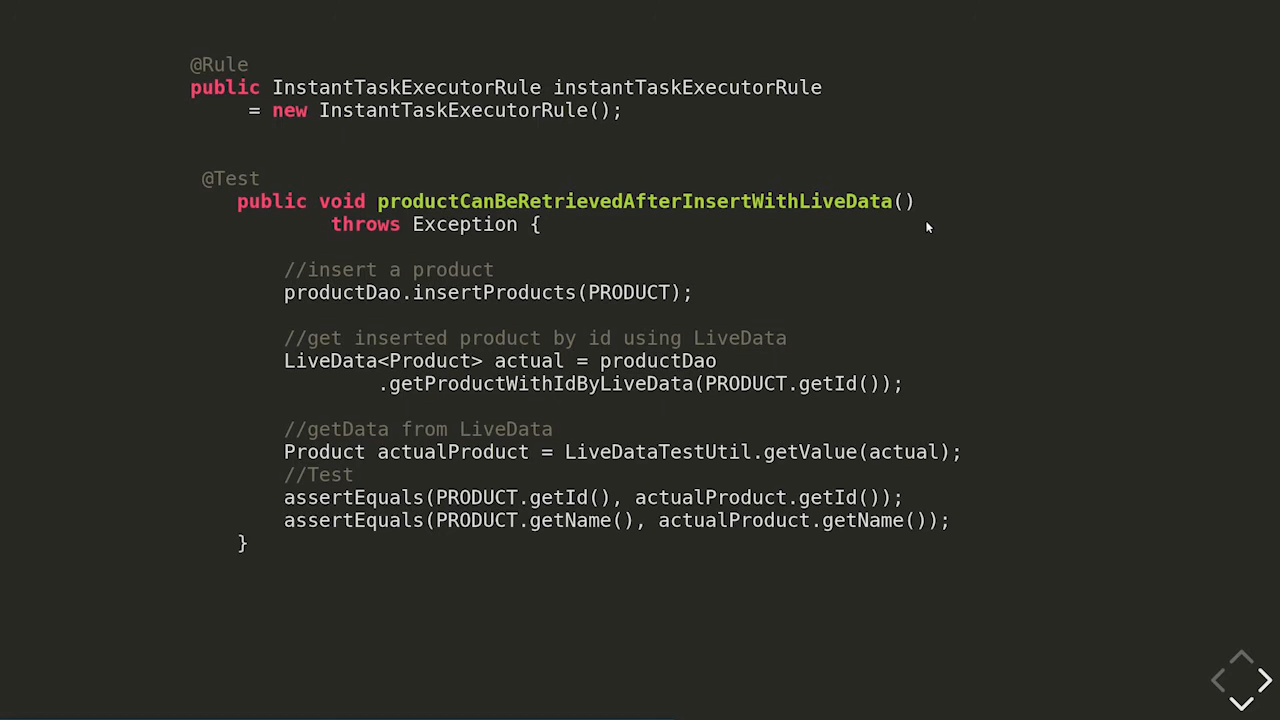 @Rule
public InstantTaskExecutorRule instantTaskExecutorRule
= new InstantTaskExecutorRule();
@Test
public void productCanBeRetrievedAfterInsertWithLiveData()
throws Exception {
//insert a product
productDao.insertProducts(PRODUCT);
//get inserted product by id using LiveData
LiveData<Product> actual = productDao
.getProductWithIdByLiveData(PRODUCT.getId());
//getData from LiveData
Product actualProduct = LiveDataTestUtil.getValue(actual);
//Test
assertEquals(PRODUCT.getId(), actualProduct.getId());
assertEquals(PRODUCT.getName(), actualProduct.getName());
}